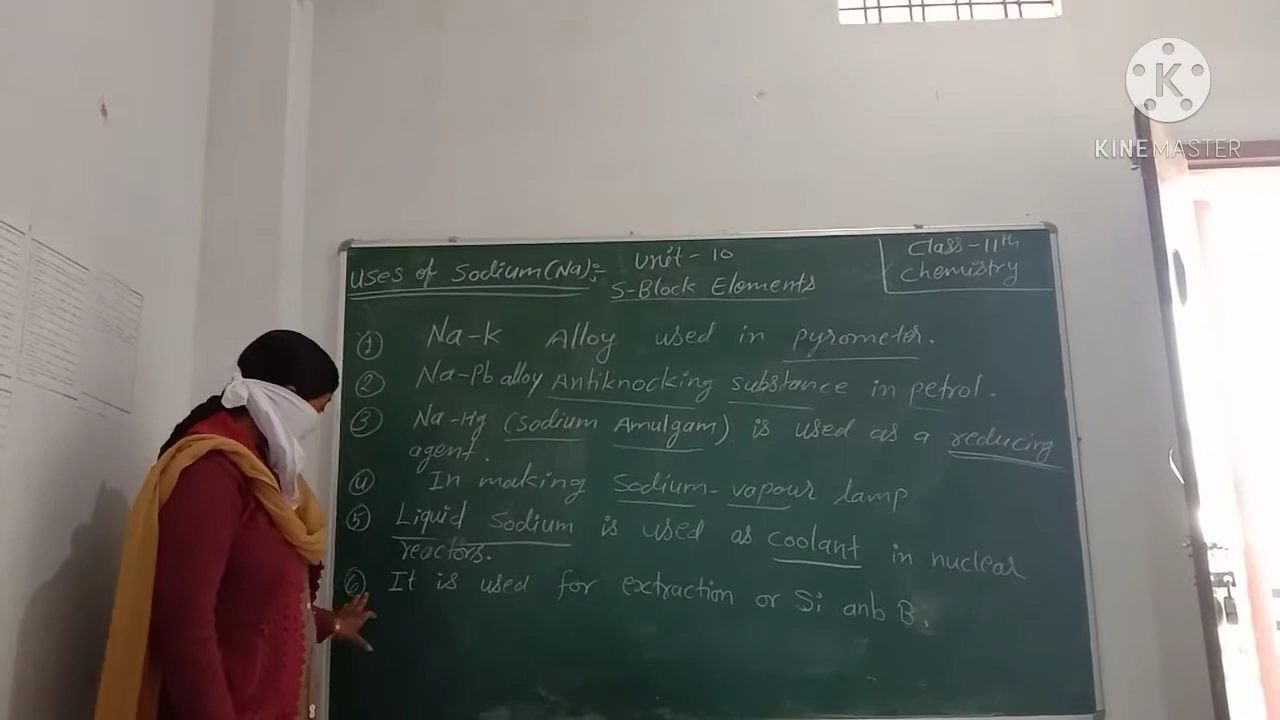 K
KINEMASTER
Uses of Sodium(Na):- Unit - 10
S-Block Elements
Class - 11th
Chemistry
① Na-K Alloy used in pyrometer.
② Na-Pb alloy Antiknocking substance in petrol.
③ Na-Hg (Sodium Amulgam) is used as a reducing
agent.
④ In making Sodium-vapour lamp
⑤ Liquid Sodium is used as coolant in nuclear
reactors.
⑥ It is used for extraction or Si anb B.